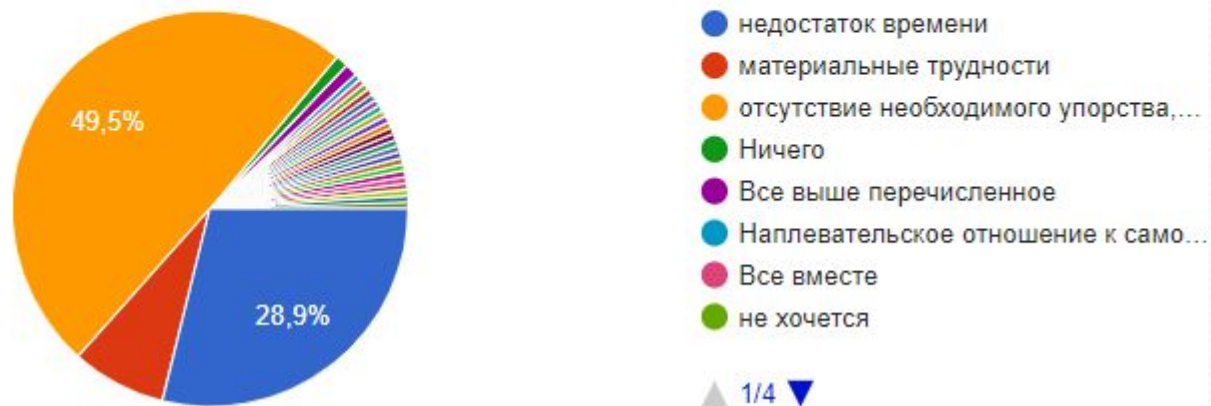 49,5%
28,9%
недостаток времени
материальные трудности
отсутствие необходимого упорства,...
Ничего
Все выше перечисленное
Наплевательское отношение к само...
Все вместе
не хочется
1/4